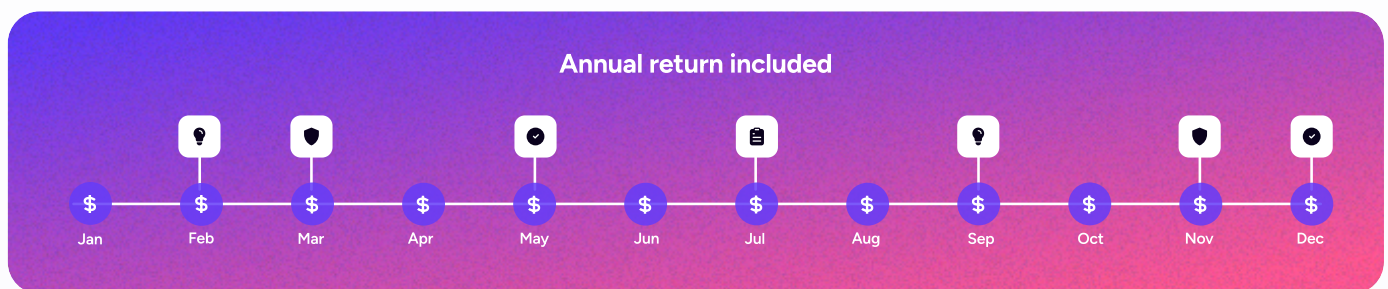 Annual return included
$ $ $ $ $ $ $ $ $ $ $ $
Jan Feb Mar Apr May Jun Jul Aug Sep Oct Nov Dec